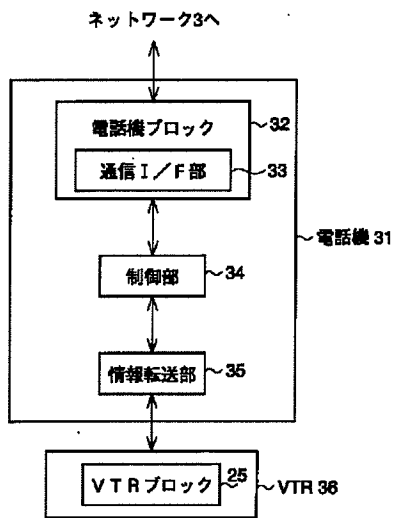 ネットワーク3へ
電話機ブロック
32
通信I／F部
33
電話機 31
制御部
34
情報転送部
35
VTRブロック
25
VTR 36